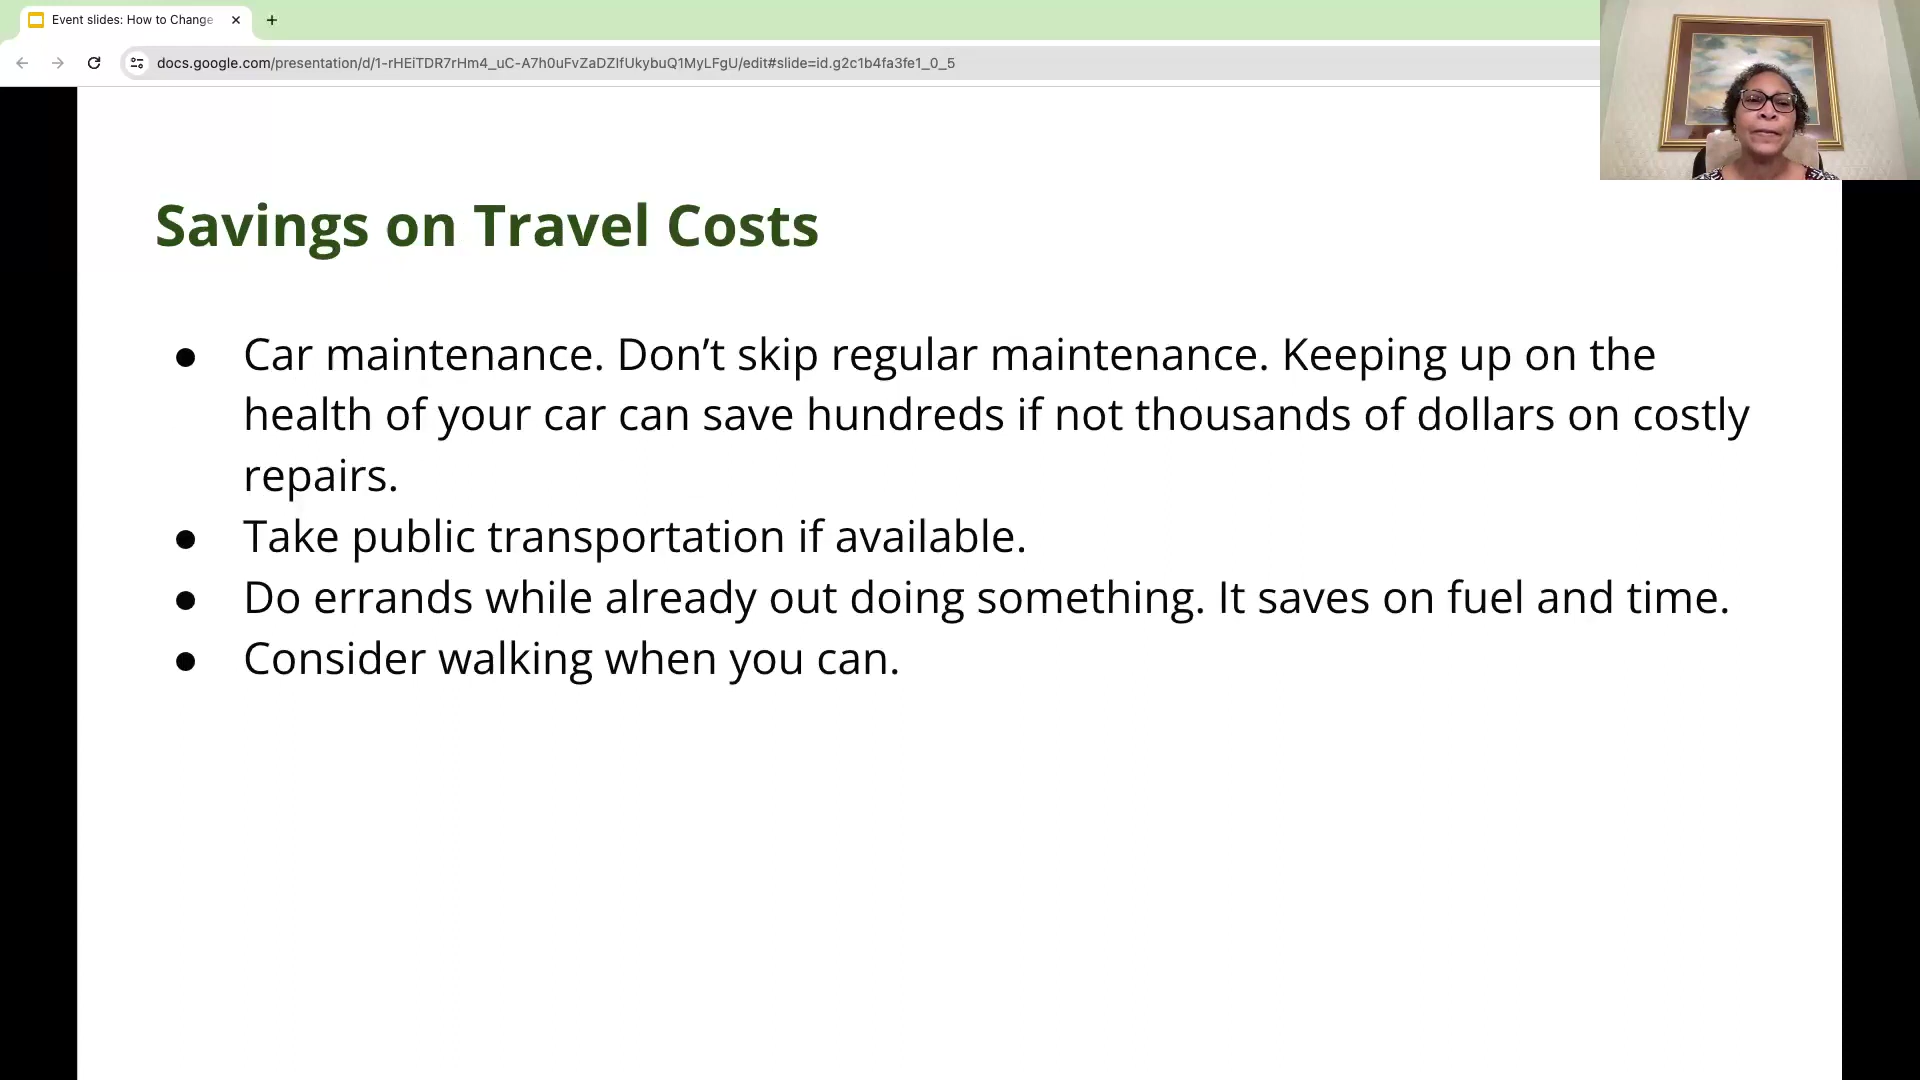 Event slides: How to Change
docs.google.com/presentation/d/1-rHEiTDR7rHm4_uC-A7h0uFvZaDZIfUkybuQ1MyLFgU/edit#slide=id.g2c1b4fa3fe1_0_5
Savings on Travel Costs
● Car maintenance. Don’t skip regular maintenance. Keeping up on the
health of your car can save hundreds if not thousands of dollars on costly
repairs.
● Take public transportation if available.
● Do errands while already out doing something. It saves on fuel and time.
● Consider walking when you can.